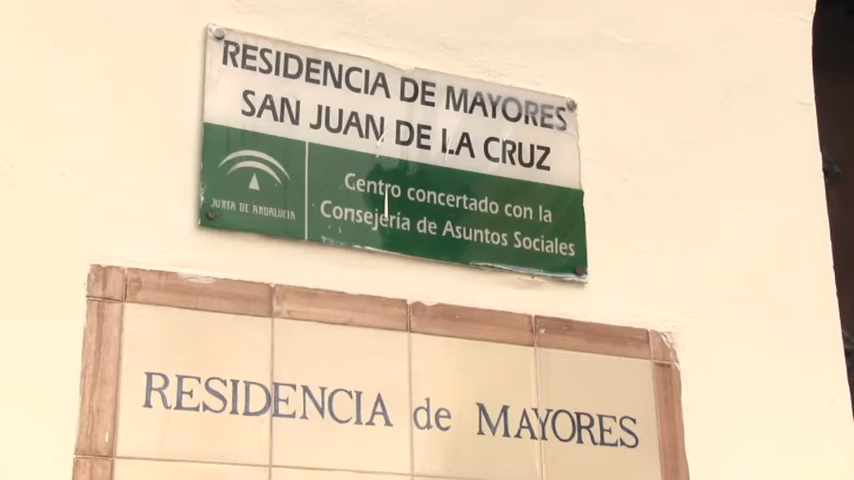 RESIDENCIA DE MAYORES
SAN JUAN DE LA CRUZ
JUNTA DE ANDALUCIA
Centro concertado con la
Consejería de Asuntos Sociales
RESIDENCIA de MAYORES